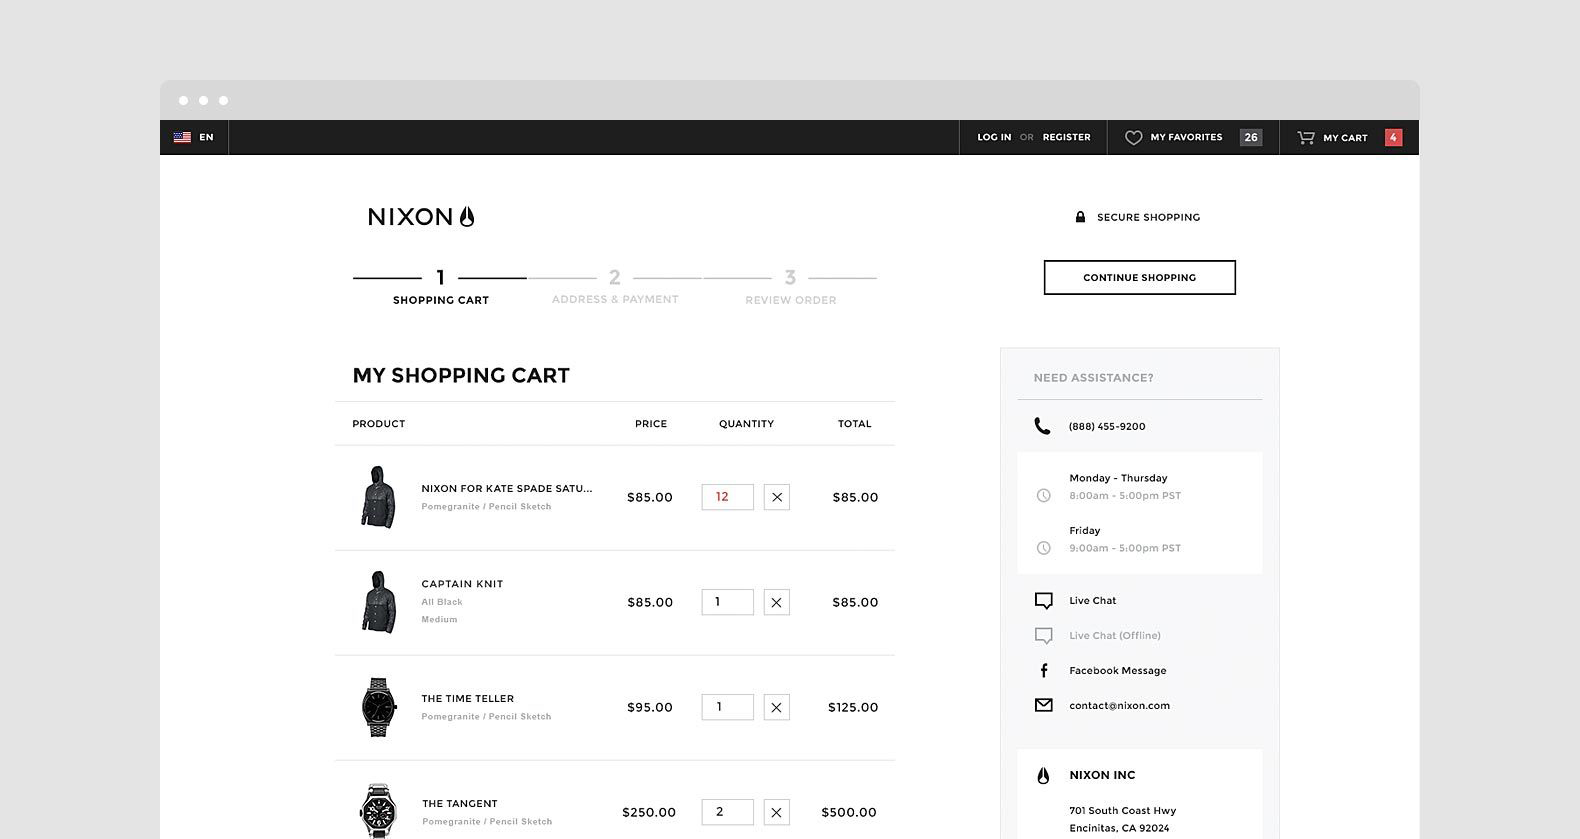 EN
LOG IN OR REGISTER
MY FAVORITES 26
MY CART 4
NIXON
SECURE SHOPPING
1
SHOPPING CART
2
ADDRESS & PAYMENT
3
REVIEW ORDER
CONTINUE SHOPPING
MY SHOPPING CART
PRODUCT PRICE QUANTITY TOTAL
NIXON FOR KATE SPADE SATU...
Pomegranite / Pencil Sketch
$85.00 12 $85.00
CAPTAIN KNIT
All Black
Medium
$85.00 1 $85.00
THE TIME TELLER
Pomegranite / Pencil Sketch
$95.00 1 $125.00
THE TANGENT
Pomegranite / Pencil Sketch
$250.00 2 $500.00
NEED ASSISTANCE?
(888) 455-9200
Monday - Thursday
8:00am - 5:00pm PST
Friday
9:00am - 5:00pm PST
Live Chat
Live Chat (Offline)
Facebook Message
contact@nixon.com
NIXON INC
701 South Coast Hwy
Encinitas, CA 92024